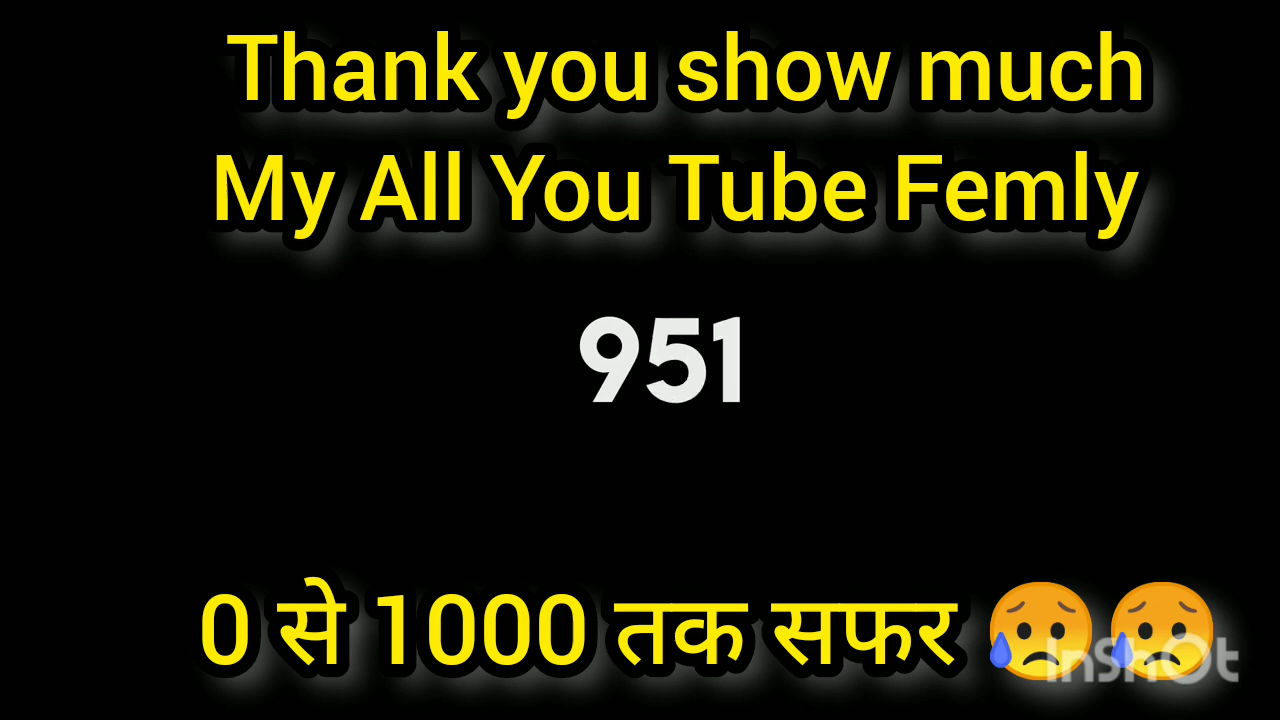 Thank you show much
My All You Tube Femly
951
0 से 1000 तक सफर 😥😥
InShOt